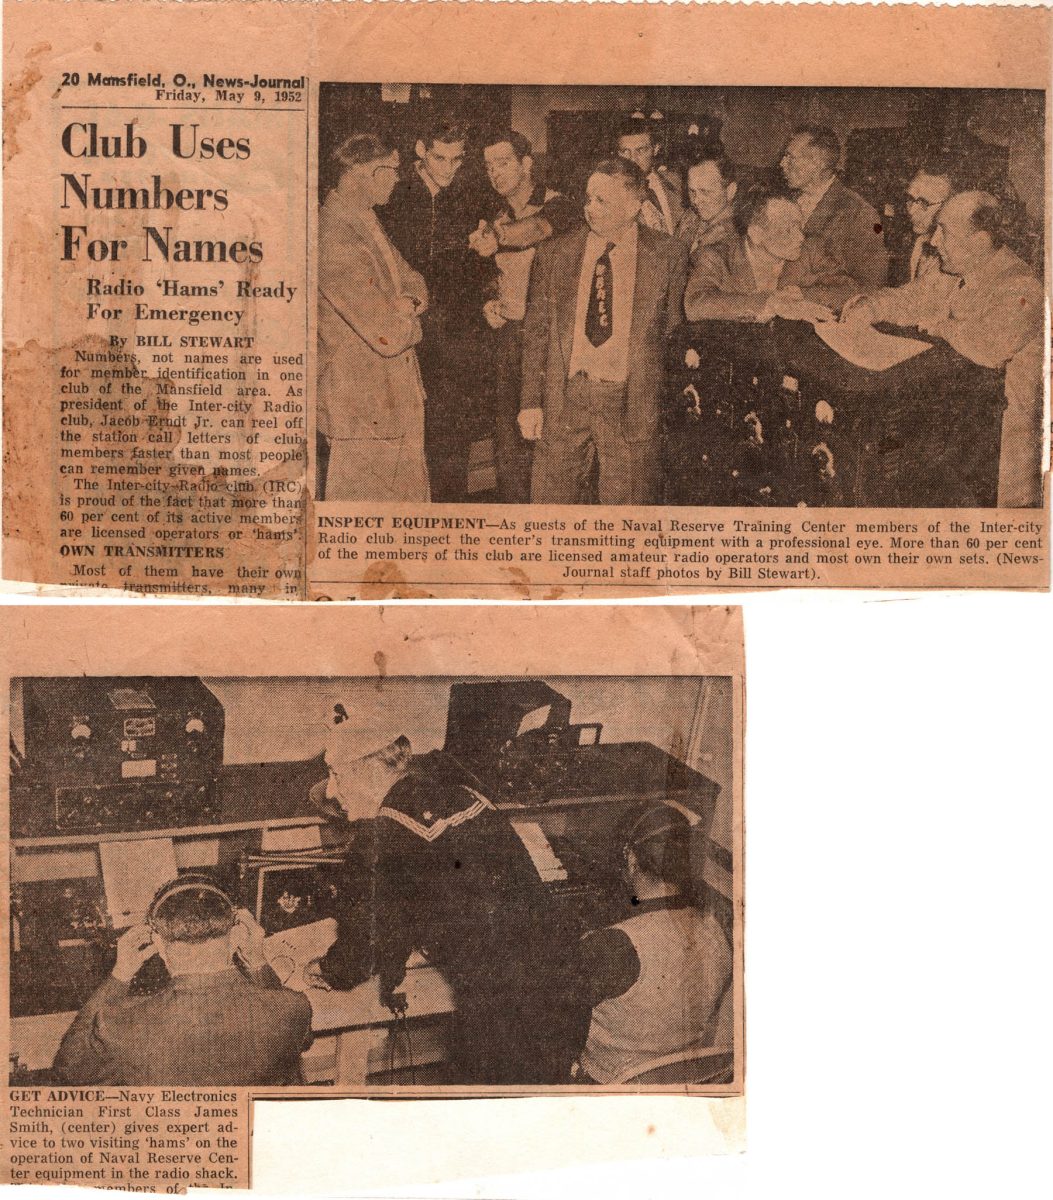 20 Mansfield, O., News-Journal
Friday, May 9, 1952
Club Uses
Numbers
For Names
Radio 'Hams' Ready
For Emergency
By BILL STEWART
Numbers, not names are used
for member identification in one
club of the Mansfield area. As
president of the Inter-city Radio
club, Jacob Erndt Jr. can reel off
the station call letters of club
members faster than most people
can remember given names.
The Inter-city Radio club (IRC)
is proud of the fact that more than
60 per cent of its active members
are licensed operators or 'hams'.
OWN TRANSMITTERS
Most of them have their own
private transmitters, many in
INSPECT EQUIPMENT—As guests of the Naval Reserve Training Center members of the Inter-city
Radio club inspect the center's transmitting equipment with a professional eye. More than 60 per cent
of the members of this club are licensed amateur radio operators and most own their own sets. (News-
Journal staff photos by Bill Stewart).
GET ADVICE—Navy Electronics
Technician First Class James
Smith, (center) gives expert ad-
vice to two visiting 'hams' on the
operation of Naval Reserve Cen-
ter equipment in the radio shack.
members of the In-